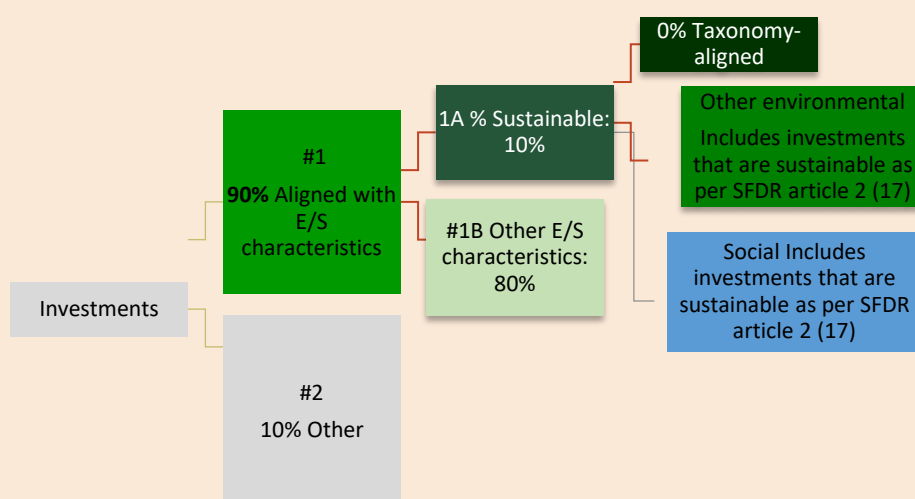 Investments
#1
90% Aligned with
E/S
characteristics
#2
10% Other
1A % Sustainable:
10%
#1B Other E/S
characteristics:
80%
0% Taxonomy-
aligned
Other environmental
Includes investments
that are sustainable as
per SFDR article 2 (17)
Social Includes
investments that are
sustainable as per SFDR
article 2 (17)